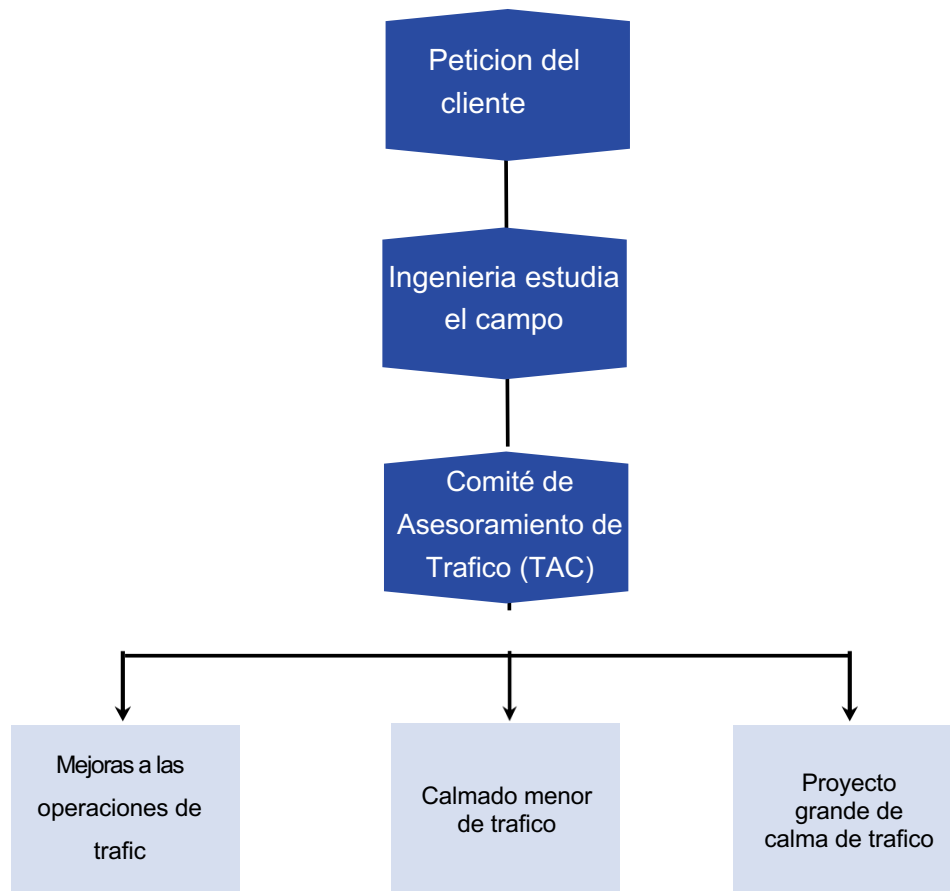 Peticion del
cliente
Ingenieria estudia
el campo
Comité de
Asesoramiento de
Trafico (TAC)
Mejoras a las
operaciones de
trafic
Calmado menor
de trafico
Proyecto
grande de
calma de trafico